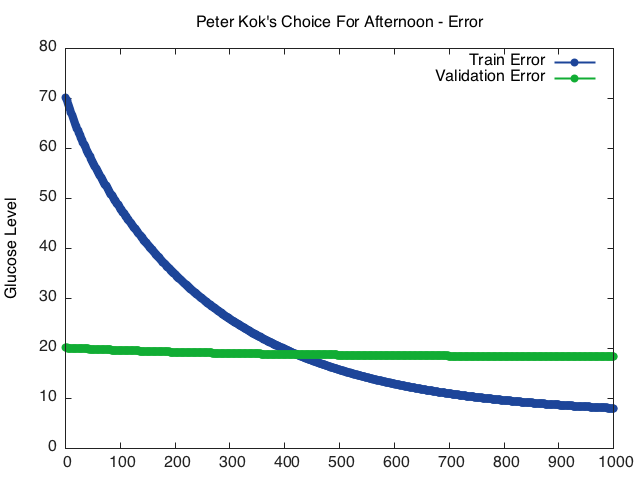 Peter Kok's Choice For Afternoon - Error
80
70
60
50
40
30
20
10
0
Glucose Level
Train Error
Validation Error
0 100 200 300 400 500 600 700 800 900 1000